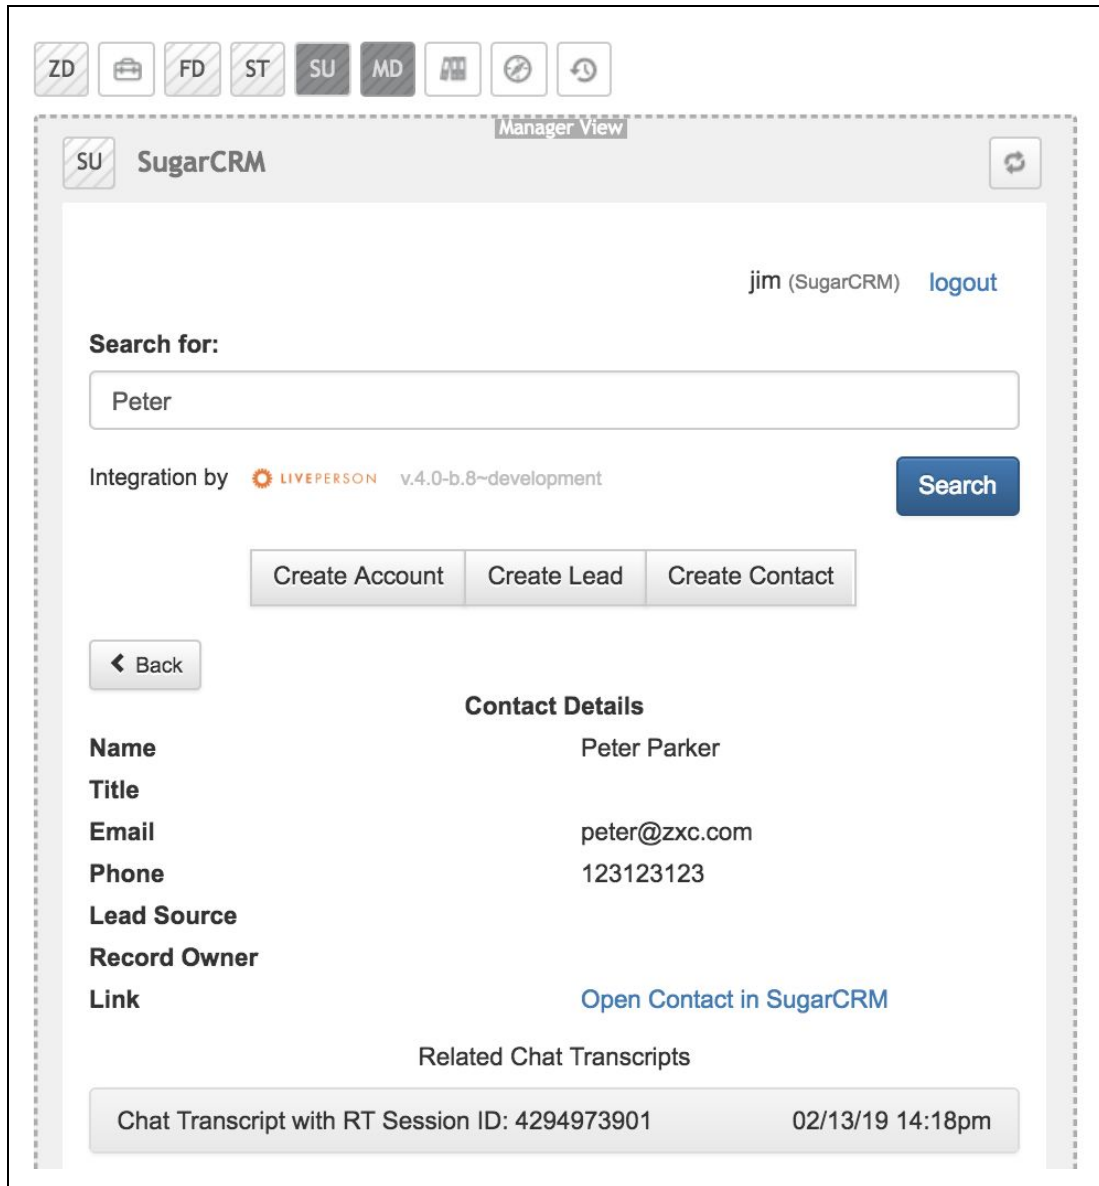 ZD FD ST SU MD
Manager View
SU SugarCRM
jim (SugarCRM) logout
Search for:
Peter
Integration by LIVEPERSON v.4.0-b.8~development
Search
Create Account Create Lead Create Contact
Back
Contact Details
Name Peter Parker
Title
Email peter@zxc.com
Phone 123123123
Lead Source
Record Owner
Link Open Contact in SugarCRM
Related Chat Transcripts
Chat Transcript with RT Session ID: 4294973901 02/13/19 14:18pm